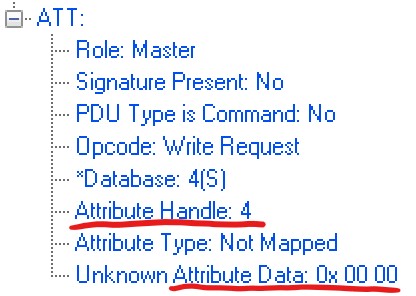 ATT:
Role: Master
Signature Present: No
PDU Type is Command: No
Opcode: Write Request
*Database: 4(S)
Attribute Handle: 4
Attribute Type: Not Mapped
Unknown Attribute Data: 0x 00 00